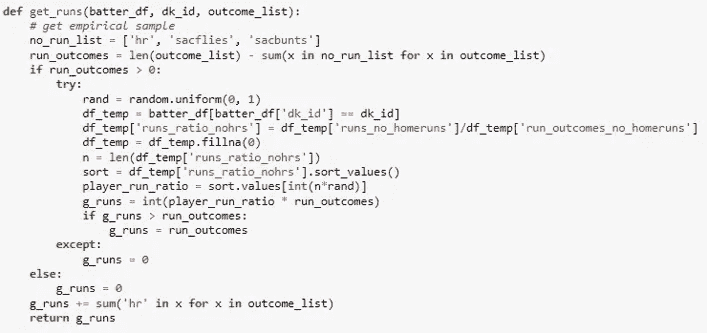 def get_runs(batter_df, dk_id, outcome_list):
    # get empirical sample
    no_run_list = ['hr', 'sacflies', 'sacbunts']
    run_outcomes = len(outcome_list) - sum(x in no_run_list for x in outcome_list)
    if run_outcomes > 0:
        try:
            rand = random.uniform(0, 1)
            df_temp = batter_df[batter_df['dk_id'] == dk_id]
            df_temp['runs_ratio_nohrs'] = df_temp['runs_no_homeruns']/df_temp['run_outcomes_no_homeruns']
            df_temp = df_temp.fillna(0)
            n = len(df_temp['runs_ratio_nohrs'])
            sort = df_temp['runs_ratio_nohrs'].sort_values()
            player_run_ratio = sort.values[int(n*rand)]
            g_runs = int(player_run_ratio * run_outcomes)
            if g_runs > run_outcomes:
                g_runs = run_outcomes
        except:
            g_runs = 0
    else:
        g_runs = 0
    g_runs += sum('hr' in x for x in outcome_list)
    return g_runs